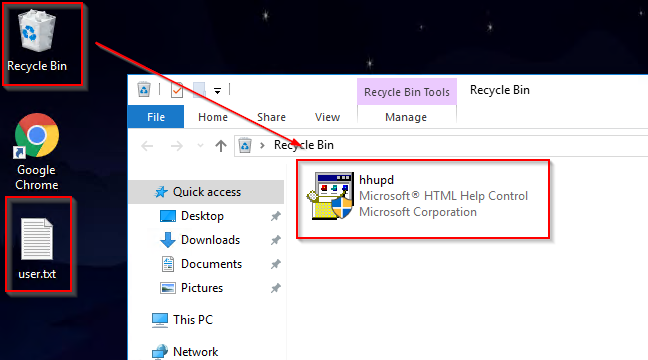 Recycle Bin
Google
Chrome
user.txt
Recycle Bin Tools
Recycle Bin
File
Home
Share
View
Manage
Recycle Bin
Quick access
Desktop
Downloads
Documents
Pictures
This PC
Network
hhupd
Microsoft® HTML Help Control
Microsoft Corporation